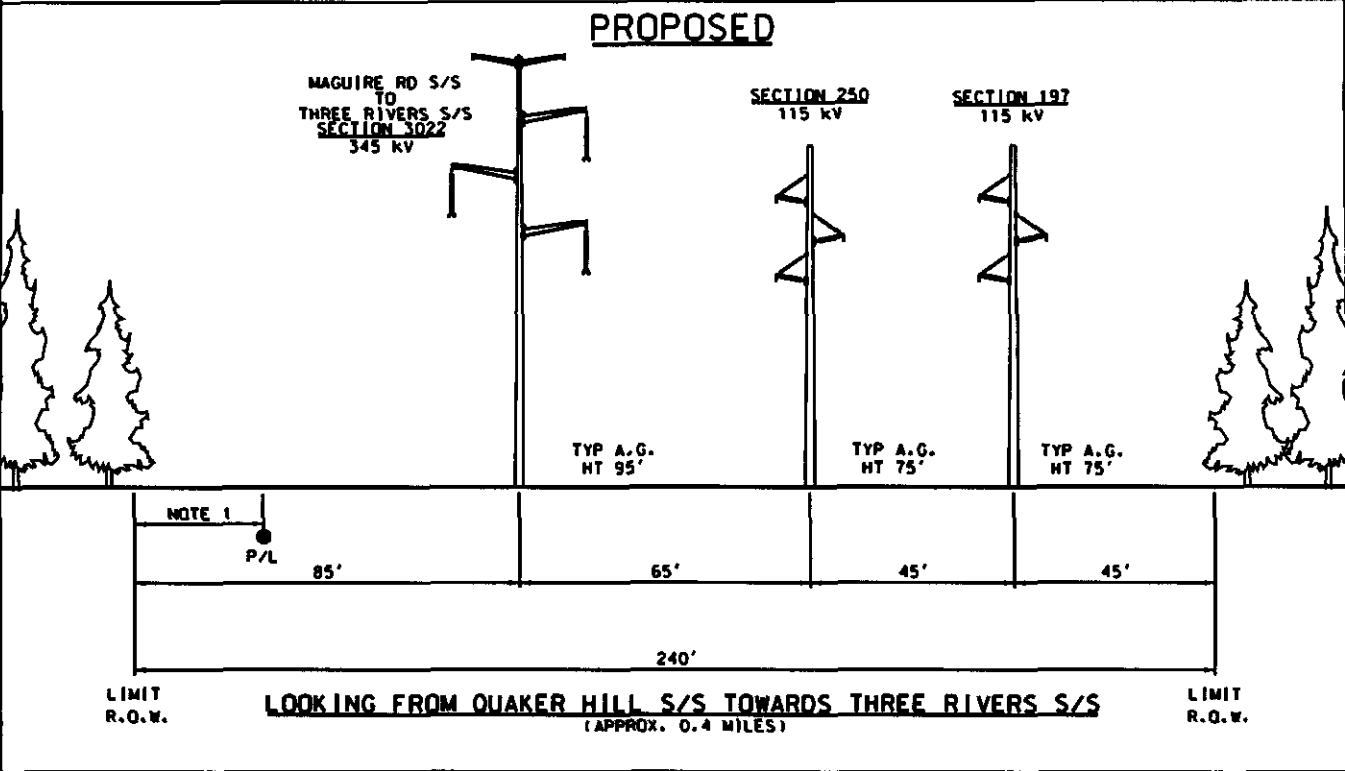 PROPOSED
MAGUIRE RD S/S
TO
THREE RIVERS S/S
SECTION 3022
345 kV
SECTION 250
115 kV
SECTION 197
115 kV
TYP A.G.
HT 95'
TYP A.G.
HT 75'
TYP A.G.
HT 75'
NOTE 1
P/L
85'
65'
45'
45'
240'
LIMIT
R.O.W.
LOOKING FROM QUAKER HILL S/S TOWARDS THREE RIVERS S/S
(APPROX. 0.4 MILES)
LIMIT
R.O.W.